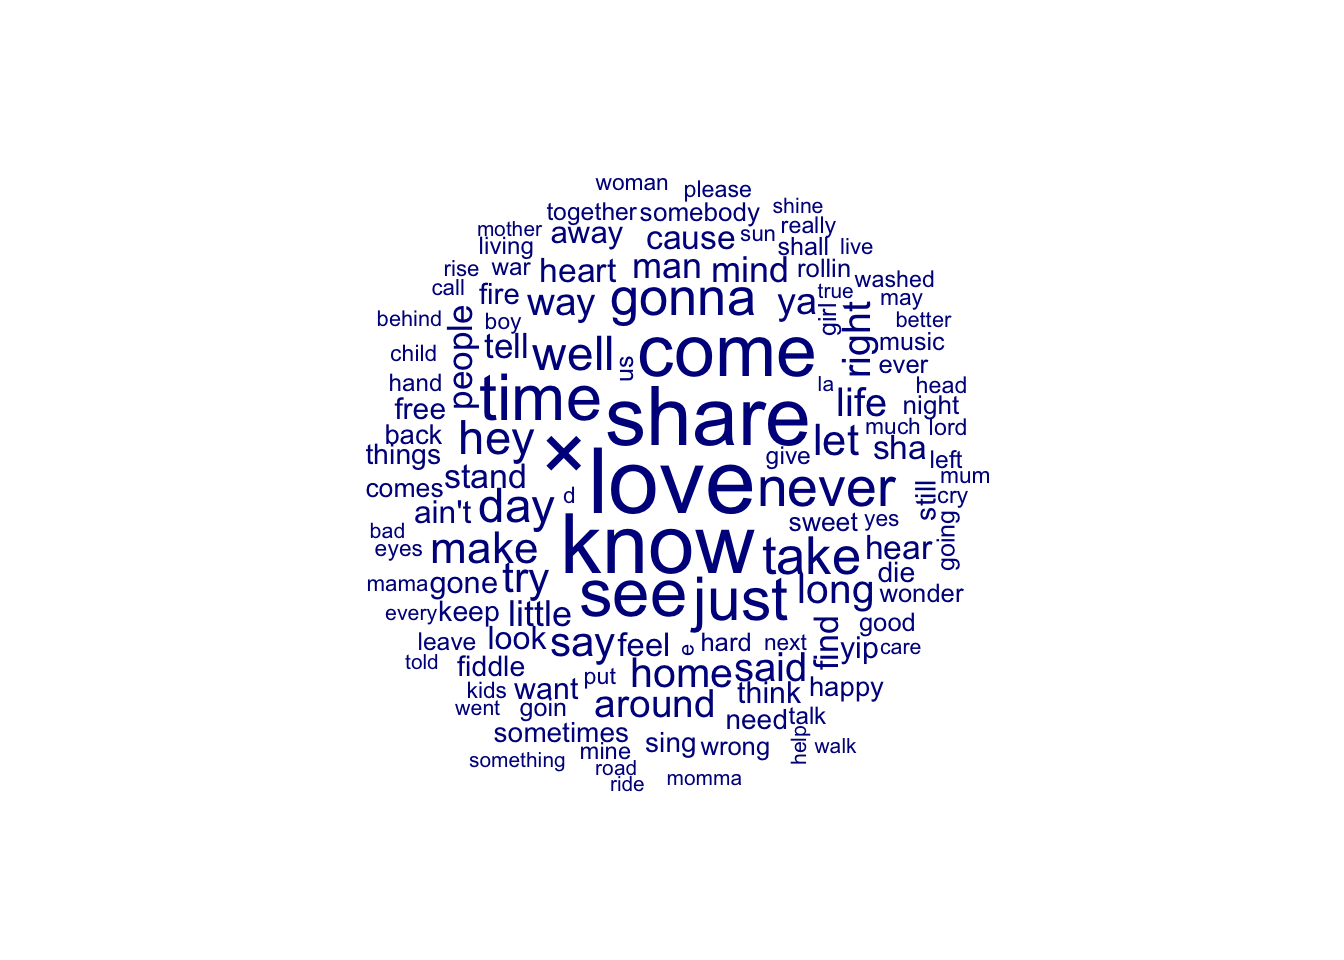 woman please
together somebody shine
mother away cause sun really
living shall live
rise war heart man mind rollin washed
call fire way gonna ya true may
behind boy people girl right better
child tell well us come music
ever
hand time share la life head
free night
back hey × let much lord
things give sha left
comes stand love never mum
ain't day d still cry
bad know sweet yes going
eyes make take hear
mama gone try see just long die wonder
every keep little good
leave look say feel e hard next find yip care
told fiddle home said
kids want put think happy
went goin around need talk
sometimes mine sing wrong help walk
something road
ride momma